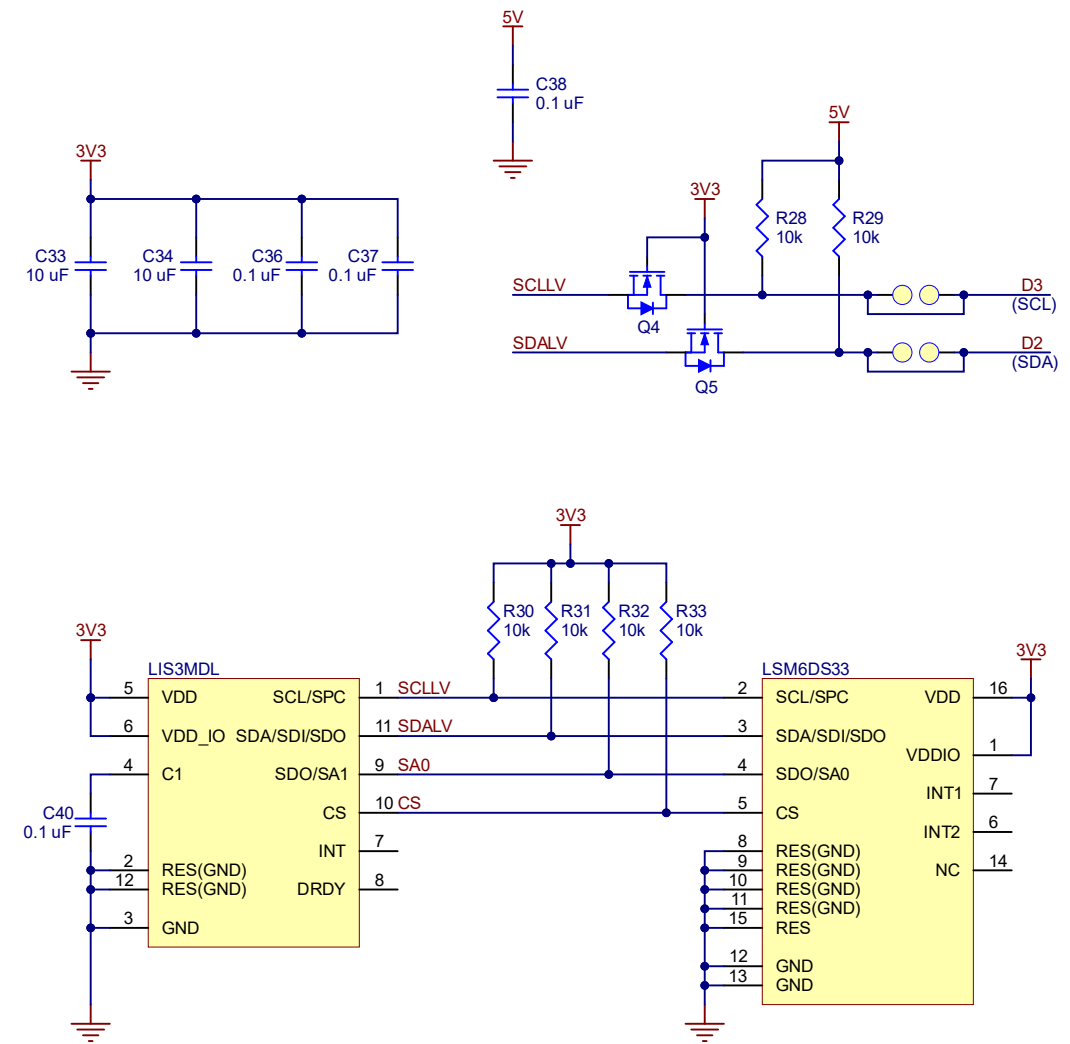 5V
C38
0.1 uF
3V3
C33
10 uF
C34
10 uF
C36
0.1 uF
C37
0.1 uF
5V
3V3
R28
10k
R29
10k
SCLLV
Q4
D3
(SCL)
SDALV
Q5
D2
(SDA)
3V3
R30
10k
R31
10k
R32
10k
R33
10k
3V3
LIS3MDL
5 VDD SCL/SPC 1 SCLLV
6 VDD_IO SDA/SDI/SDO 11 SDALV
4 C1 SDO/SA1 9 SA0
CS 10 CS
C40
0.1 uF
INT 7
2 RES(GND)
12 RES(GND) DRDY 8
3 GND
3V3
LSM6DS33
2 SCL/SPC VDD 16
3 SDA/SDI/SDO
VDDIO 1
4 SDO/SA0
INT1 7
5 CS
INT2 6
8 RES(GND)
9 RES(GND) NC 14
10 RES(GND)
11 RES(GND)
15 RES
12 GND
13 GND